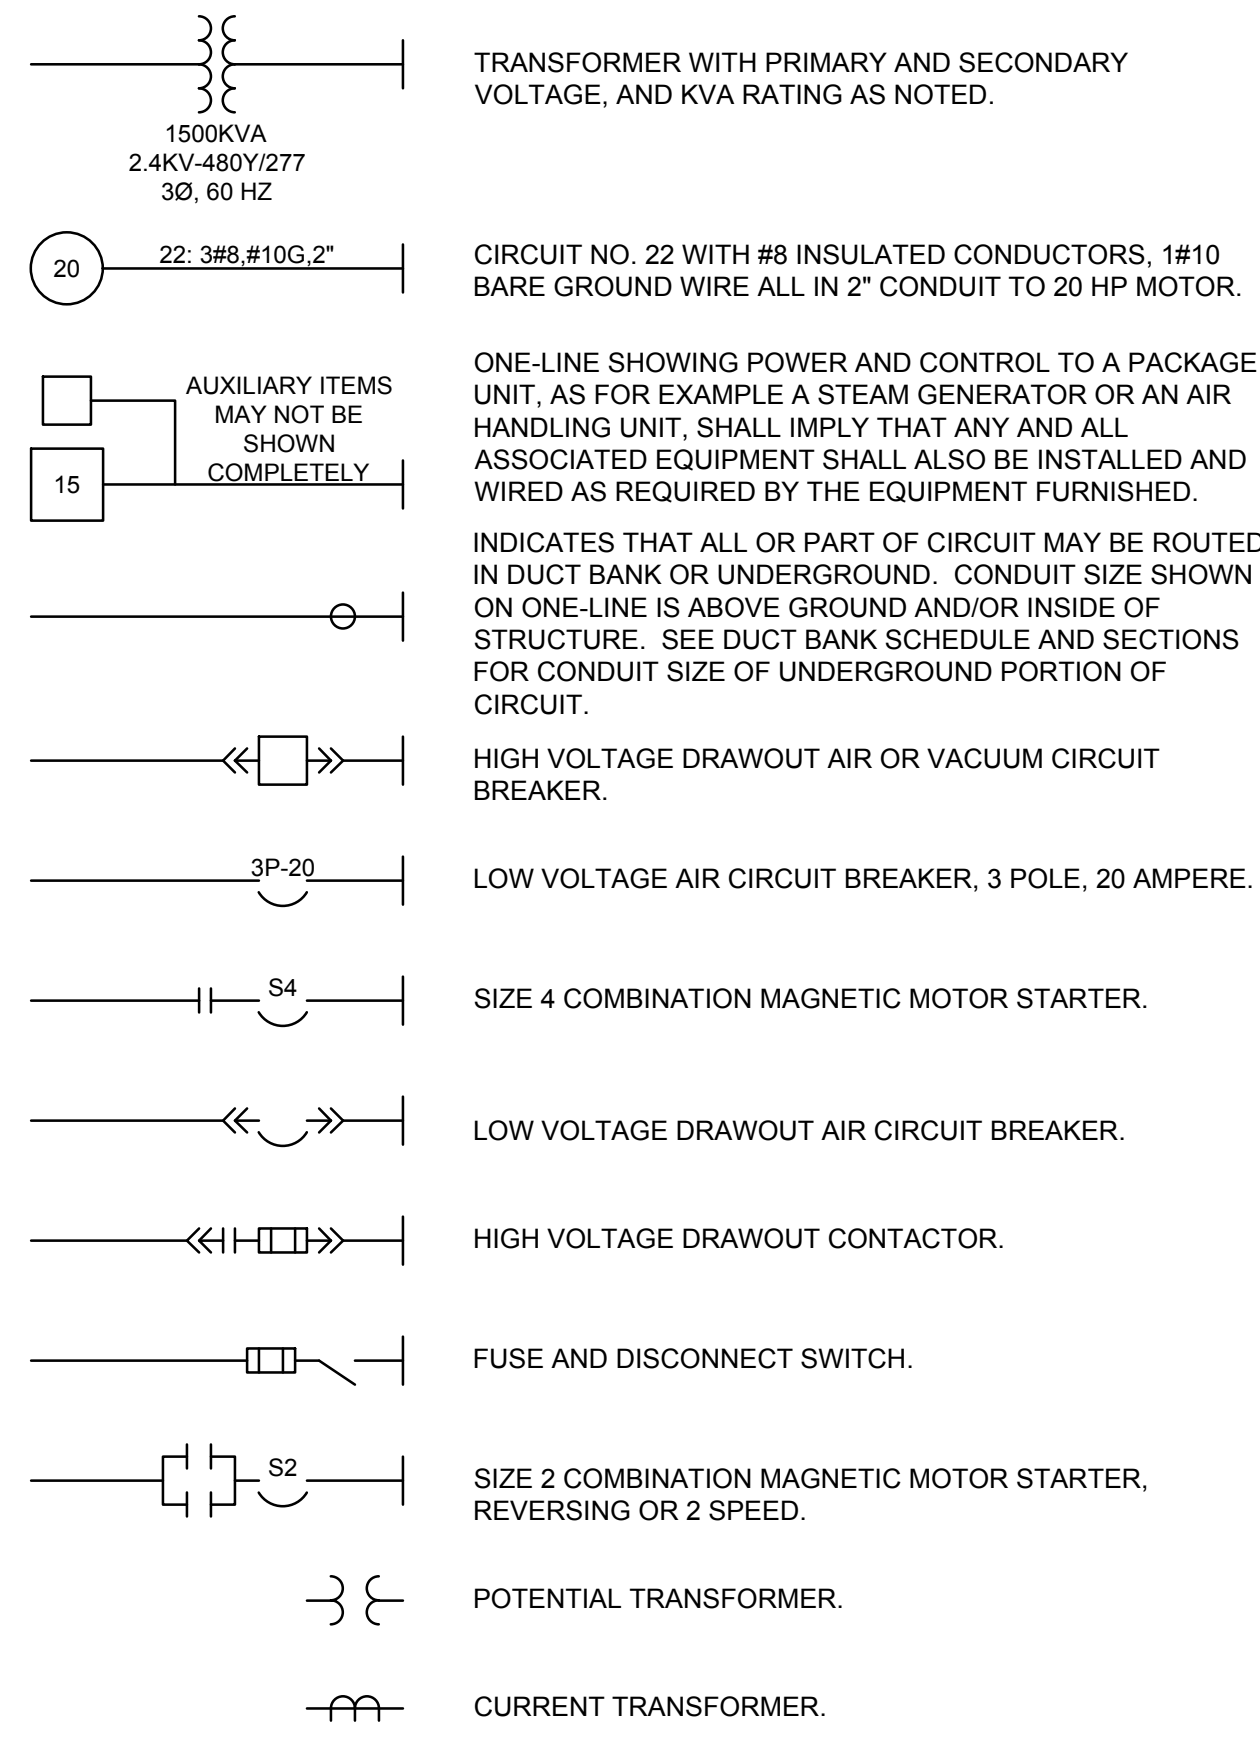 TRANSFORMER WITH PRIMARY AND SECONDARY
VOLTAGE, AND KVA RATING AS NOTED.
1500KVA
2.4KV-480Y/277
3Ø, 60 HZ
20
22: 3#8,#10G,2"
CIRCUIT NO. 22 WITH #8 INSULATED CONDUCTORS, 1#10
BARE GROUND WIRE ALL IN 2" CONDUIT TO 20 HP MOTOR.
AUXILIARY ITEMS
MAY NOT BE
SHOWN
COMPLETELY
15
ONE-LINE SHOWING POWER AND CONTROL TO A PACKAGE
UNIT, AS FOR EXAMPLE A STEAM GENERATOR OR AN AIR
HANDLING UNIT, SHALL IMPLY THAT ANY AND ALL
ASSOCIATED EQUIPMENT SHALL ALSO BE INSTALLED AND
WIRED AS REQUIRED BY THE EQUIPMENT FURNISHED.
INDICATES THAT ALL OR PART OF CIRCUIT MAY BE ROUTED
IN DUCT BANK OR UNDERGROUND. CONDUIT SIZE SHOWN
ON ONE-LINE IS ABOVE GROUND AND/OR INSIDE OF
STRUCTURE. SEE DUCT BANK SCHEDULE AND SECTIONS
FOR CONDUIT SIZE OF UNDERGROUND PORTION OF
CIRCUIT.
HIGH VOLTAGE DRAWOUT AIR OR VACUUM CIRCUIT
BREAKER.
3P-20
LOW VOLTAGE AIR CIRCUIT BREAKER, 3 POLE, 20 AMPERE.
S4
SIZE 4 COMBINATION MAGNETIC MOTOR STARTER.
LOW VOLTAGE DRAWOUT AIR CIRCUIT BREAKER.
HIGH VOLTAGE DRAWOUT CONTACTOR.
FUSE AND DISCONNECT SWITCH.
S2
SIZE 2 COMBINATION MAGNETIC MOTOR STARTER,
REVERSING OR 2 SPEED.
POTENTIAL TRANSFORMER.
CURRENT TRANSFORMER.